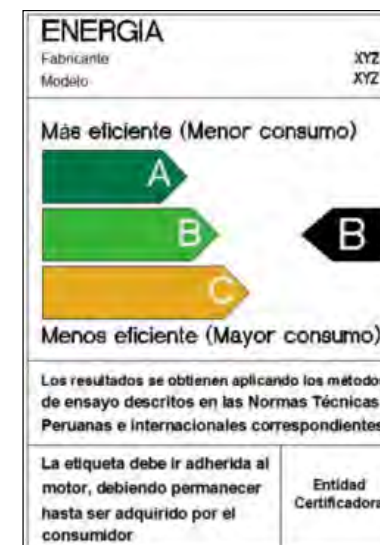 ENERGIA
Fabricante XYZ
Modelo XYZ
Más eficiente (Menor consumo)
A
B B
C
Menos eficiente (Mayor consumo)
Los resultados se obtienen aplicando los métodos
de ensayo descritos en las Normas Técnicas
Peruanas e internacionales correspondientes
La etiqueta debe ir adherida al
motor, debiendo permanecer
hasta ser adquirido por el
consumidor
Entidad
Certificadora